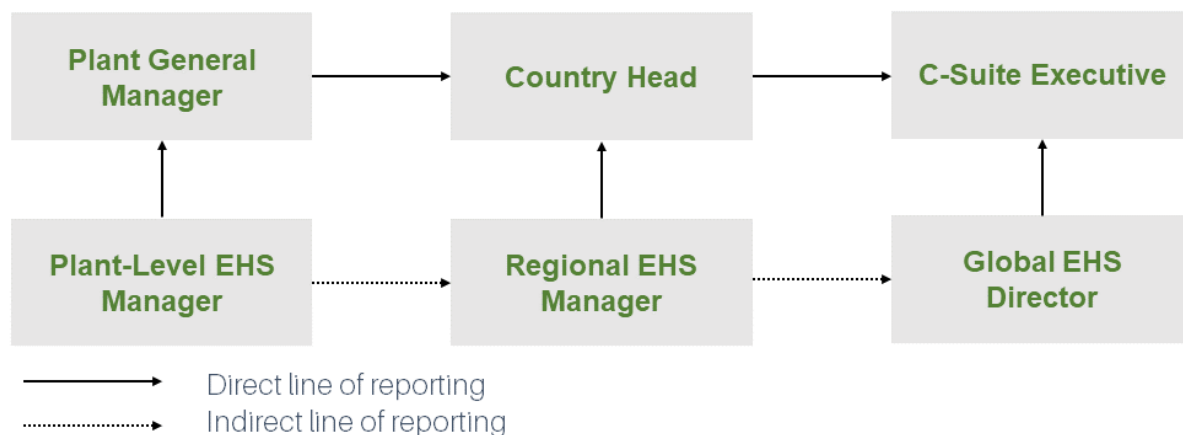 Plant General
Manager
Country Head
C-Suite Executive
Plant-Level EHS
Manager
Regional EHS
Manager
Global EHS
Director
Direct line of reporting
Indirect line of reporting